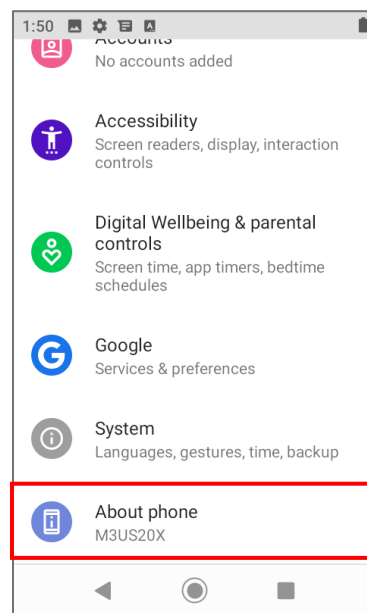 1:50
Accounts
No accounts added
Accessibility
Screen readers, display, interaction
controls
Digital Wellbeing & parental
controls
Screen time, app timers, bedtime
schedules
Google
Services & preferences
System
Languages, gestures, time, backup
About phone
M3US20X